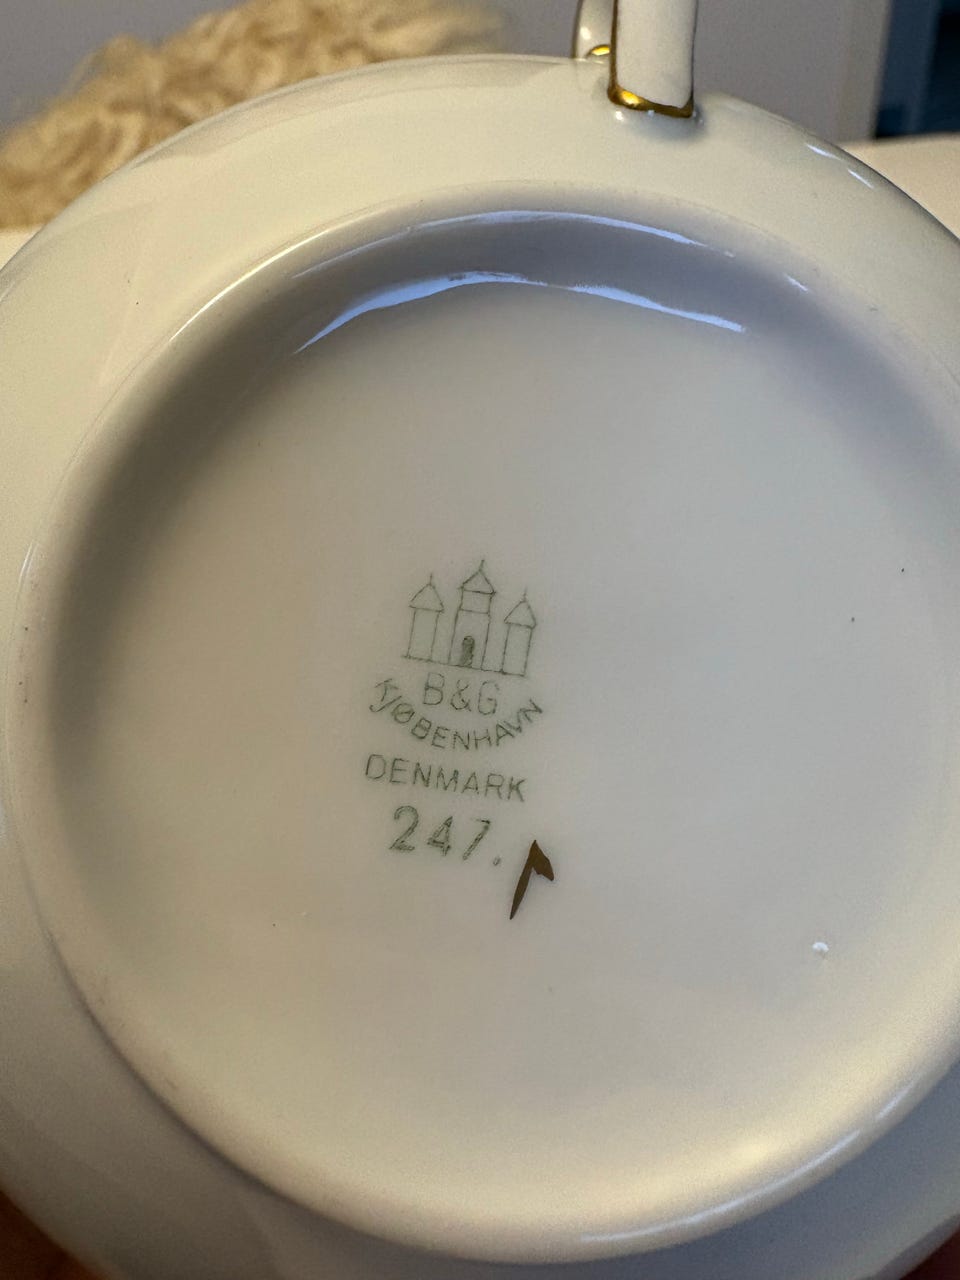 B&G
KJØBENHAVN
DENMARK
247.